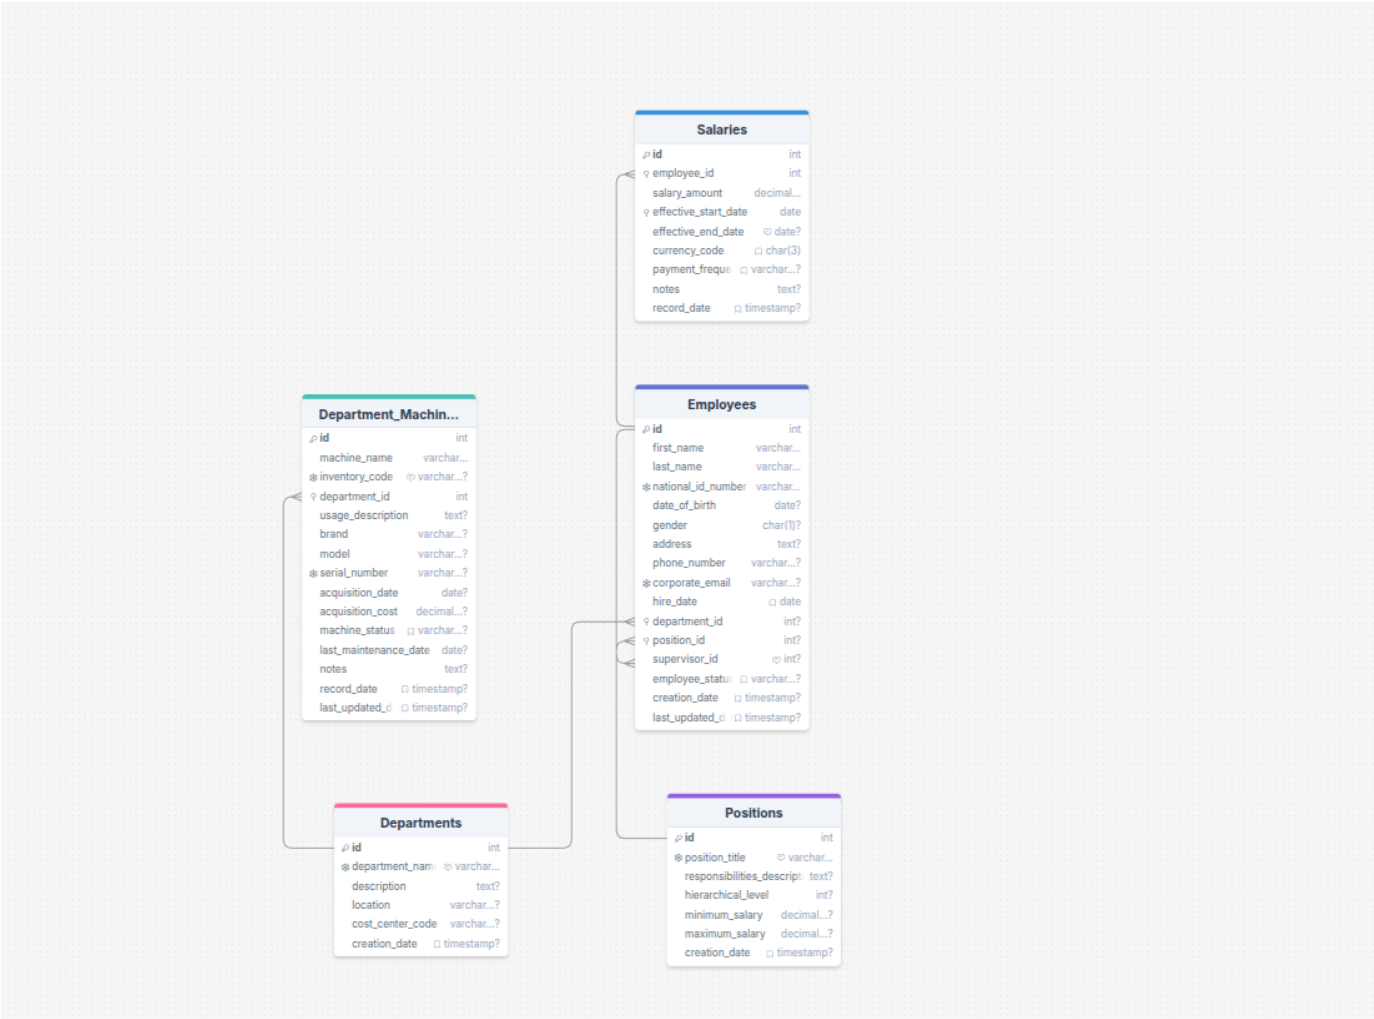 Salaries
id int
employee_id int
salary_amount decimal...
effective_start_date date
effective_end_date date?
currency_code char(3)
payment_freque varchar...?
notes text?
record_date timestamp?
Department_Machin...
id int
machine_name varchar...
inventory_code varchar...?
department_id int
usage_description text?
brand varchar...?
model varchar...?
serial_number varchar...?
acquisition_date date?
acquisition_cost decimal...?
machine_status varchar...?
last_maintenance_date date?
notes text?
record_date timestamp?
last_updated_d timestamp?
Employees
id int
first_name varchar...
last_name varchar...
national_id_number varchar...
date_of_birth date?
gender char(1)?
address text?
phone_number varchar...?
corporate_email varchar...?
hire_date date
department_id int?
position_id int?
supervisor_id int?
employee_statu varchar...?
creation_date timestamp?
last_updated_d timestamp?
Departments
id int
department_nam varchar...
description text?
location varchar...?
cost_center_code varchar...?
creation_date timestamp?
Positions
id int
position_title varchar...
responsibilities_descript text?
hierarchical_level int?
minimum_salary decimal...?
maximum_salary decimal...?
creation_date timestamp?